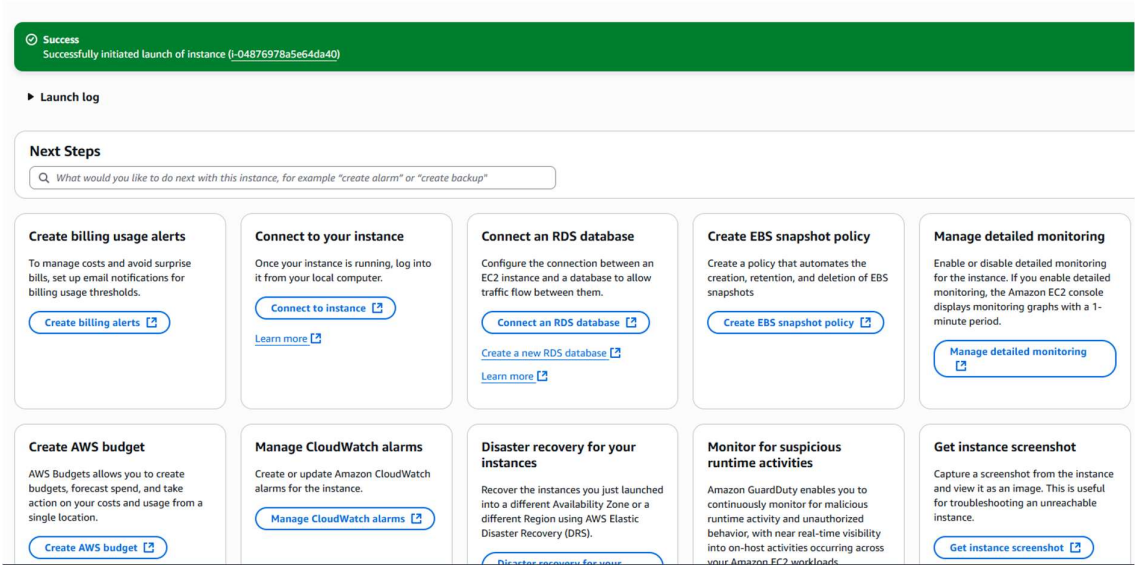 Success
Successfully initiated launch of instance (i-04876978a5e64da40)
Launch log
Next Steps
What would you like to do next with this instance, for example "create alarm" or "create backup"
Create billing usage alerts
To manage costs and avoid surprise
bills, set up email notifications for
billing usage thresholds.
Create billing alerts
Connect to your instance
Once your instance is running, log into
it from your local computer.
Connect to instance
Learn more
Connect an RDS database
Configure the connection between an
EC2 instance and a database to allow
traffic flow between them.
Connect an RDS database
Create a new RDS database
Learn more
Create EBS snapshot policy
Create a policy that automates the
creation, retention, and deletion of EBS
snapshots
Create EBS snapshot policy
Manage detailed monitoring
Enable or disable detailed monitoring
for the instance. If you enable detailed
monitoring, the Amazon EC2 console
displays monitoring graphs with a 1-
minute period.
Manage detailed monitoring
Create AWS budget
AWS Budgets allows you to create
budgets, forecast spend, and take
action on your costs and usage from a
single location.
Create AWS budget
Manage CloudWatch alarms
Create or update Amazon CloudWatch
alarms for the instance.
Manage CloudWatch alarms
Disaster recovery for your
instances
Recover the instances you just launched
into a different Availability Zone or a
different Region using AWS Elastic
Disaster Recovery (DRS).
Disaster recovery for your
Monitor for suspicious
runtime activities
Amazon GuardDuty enables you to
continuously monitor for malicious
runtime activity and unauthorized
behavior, with near real-time visibility
into on-host activities occurring across
your Amazon EC2 workloads.
Get instance screenshot
Capture a screenshot from the instance
and view it as an image. This is useful
for troubleshooting an unreachable
instance.
Get instance screenshot